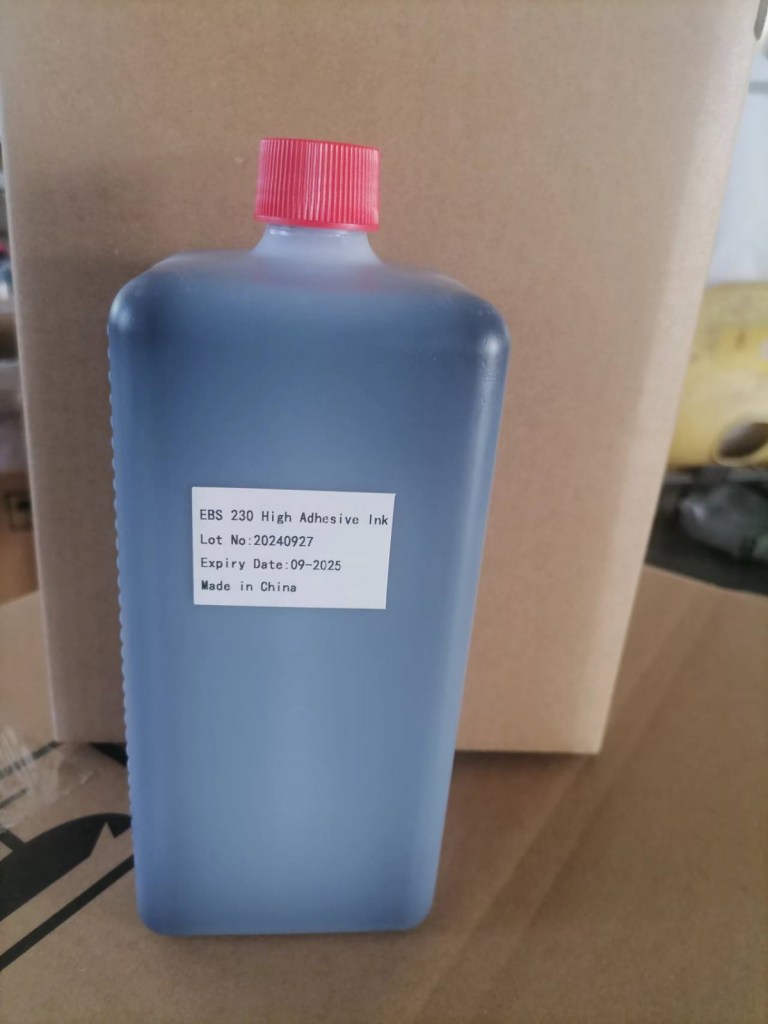 EBS 230 High Adhesive Ink
Lot No:20240927
Expiry Date:09-2025
Made in China